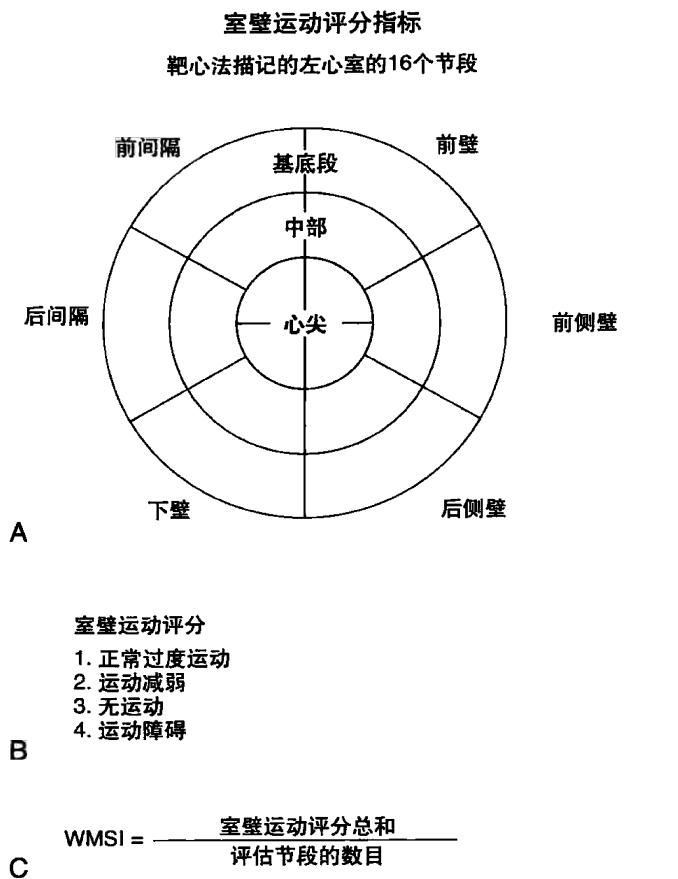 室壁运动评分指标
靶心法描记的左心室的16个节段
前间隔
前壁
基底段
中部
后间隔
心尖
前侧壁
下壁
后侧壁
A
室壁运动评分
1. 正常过度运动
2. 运动减弱
3. 无运动
4. 运动障碍
B
WMSI = 室壁运动评分总和
评估节段的数目
C